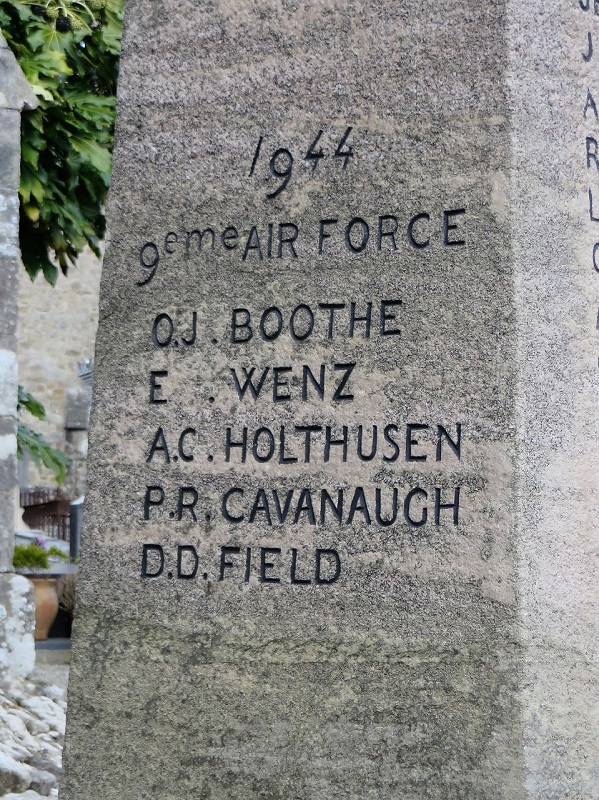 1944
9eme AIR FORCE
O.J. BOOTHE
E. WENZ
A.C. HOLTHUSEN
P.R. CAVANAUGH
D.D. FIELD